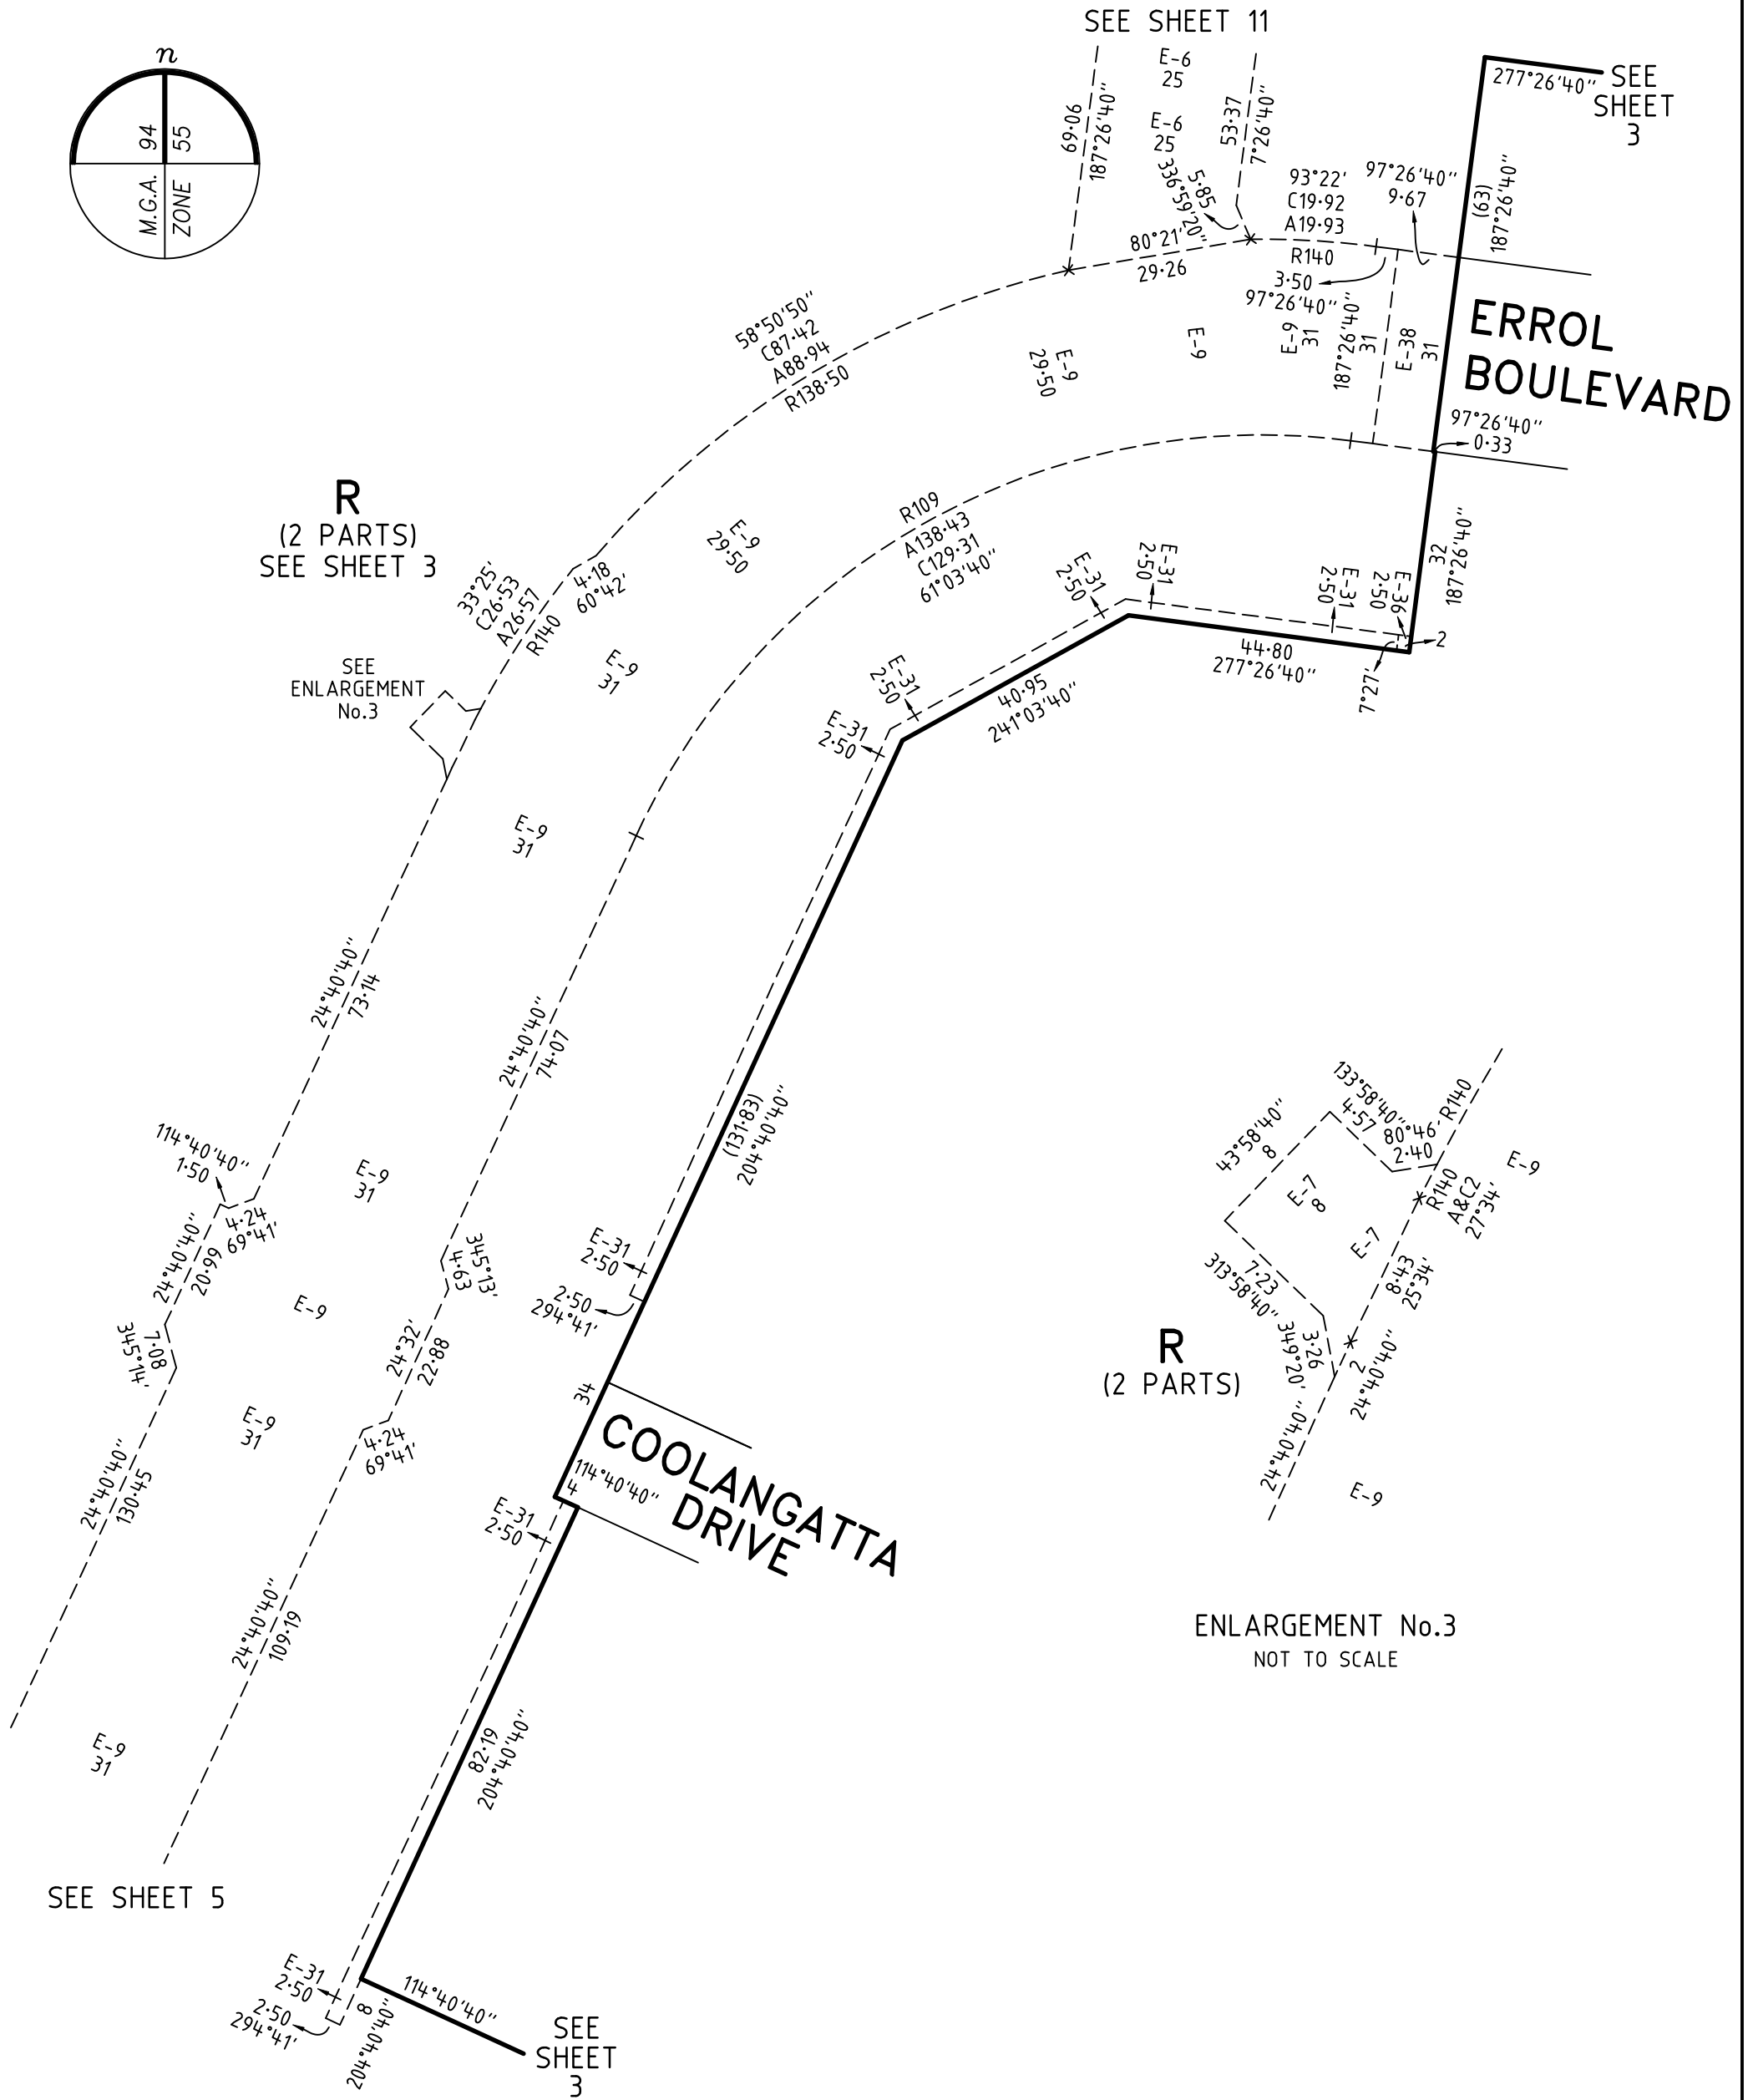 SEE SHEET 11
n
M.G.A. 94
ZONE 55
E-6
25
E-6
25
69·06
187°26'40"
53·37
7°26'40"
5·85
336°59'20"
277°26'40"
SEE
SHEET
3
93°22'
C19·92
A19·93
R140
97°26'40"
9·67
(63)
187°26'40"
80°21'
29·26
3·50
97°26'40"
58°50'50"
C87·42
A88·94
R138·50
E-9
29·50
E-9
E-9
31
187°26'40"
31
E-38
31
ERROL
BOULEVARD
97°26'40"
0·33
R
(2 PARTS)
SEE SHEET 3
E-9
29·50
R109
A138·43
C129·31
61°03'40"
33°25'
C26·53
A26·57
R140
4·18
60°42'
E-31
2·50
E-31
2·50
E-31
2·50
E-36
2·50
32
187°26'40"
2
7°27'
44·80
277°26'40"
SEE
ENLARGEMENT
No.3
E-9
31
E-31
2·50
E-31
2·50
40·95
241°03'40"
E-9
31
24°40'40"
73·14
24°40'40"
74·07
(131·83)
204°40'40"
114°40'40"
1·50
4·24
69°41'
E-9
31
24°40'40"
20·99
345°13'
4·63
E-31
2·50
2·50
294°41'
E-9
7·08
345°14'
24°32'
22·88
E-9
31
4·24
69°41'
34
COOLANGATTA
DRIVE
114°40'40"
4
24°40'40"
130·45
E-31
2·50
24°40'40"
109·19
E-9
31
82·19
204°40'40"
SEE SHEET 5
E-31
2·50
2·50
294°41'
8
204°40'40"
114°40'40"
SEE
SHEET
3
133°58'40"
4·57
R140
80°46'
2·40
43°58'40"
8
E-7
8
E-7
E-9
R140
A&C2
27°34'
8·43
25°34'
7·23
313°58'40"
3·26
349°20'
2
24°40'40"
24°40'40"
E-9
R
(2 PARTS)
ENLARGEMENT No.3
NOT TO SCALE